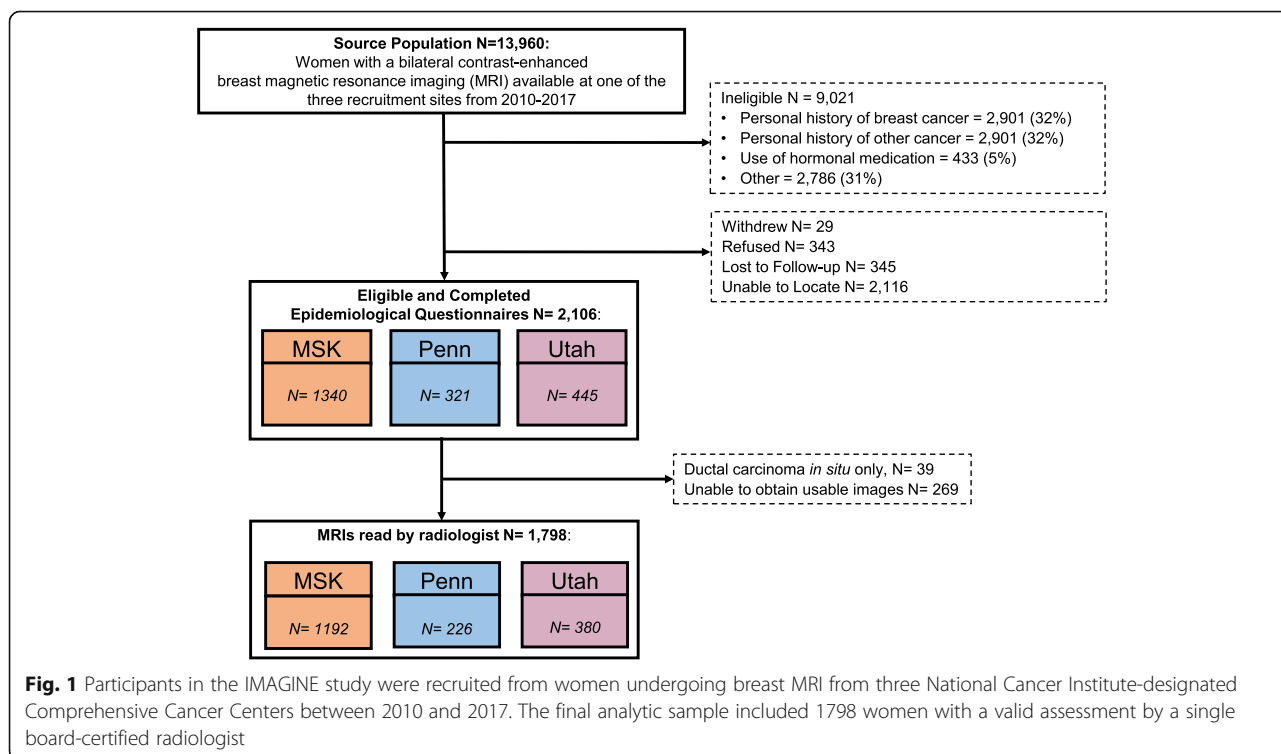 Source Population N=13,960:
Women with a bilateral contrast-enhanced
breast magnetic resonance imaging (MRI) available at one of the
three recruitment sites from 2010-2017
Ineligible N = 9,021
• Personal history of breast cancer = 2,901 (32%)
• Personal history of other cancer = 2,901 (32%)
• Use of hormonal medication = 433 (5%)
• Other = 2,786 (31%)
Withdrew N= 29
Refused N= 343
Lost to Follow-up N= 345
Unable to Locate N= 2,116
Eligible and Completed
Epidemiological Questionnaires N= 2,106:
MSK
N= 1340
Penn
N= 321
Utah
N= 445
Ductal carcinoma in situ only, N= 39
Unable to obtain usable images N= 269
MRIs read by radiologist N= 1,798:
MSK
N= 1192
Penn
N= 226
Utah
N= 380
Fig. 1 Participants in the IMAGINE study were recruited from women undergoing breast MRI from three National Cancer Institute-designated
Comprehensive Cancer Centers between 2010 and 2017. The final analytic sample included 1798 women with a valid assessment by a single
board-certified radiologist